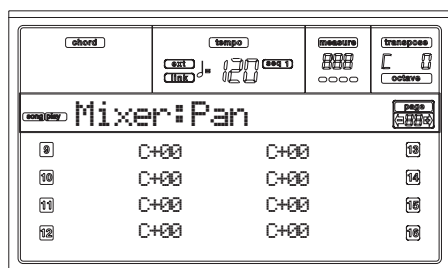 chord tempo measure transpose
ext ♩= 120 seq 1 888 C 0
link octave
song play Mixer:Pan page
88
9 C+00 C+00 13
10 C+00 C+00 14
11 C+00 C+00 15
12 C+00 C+00 16